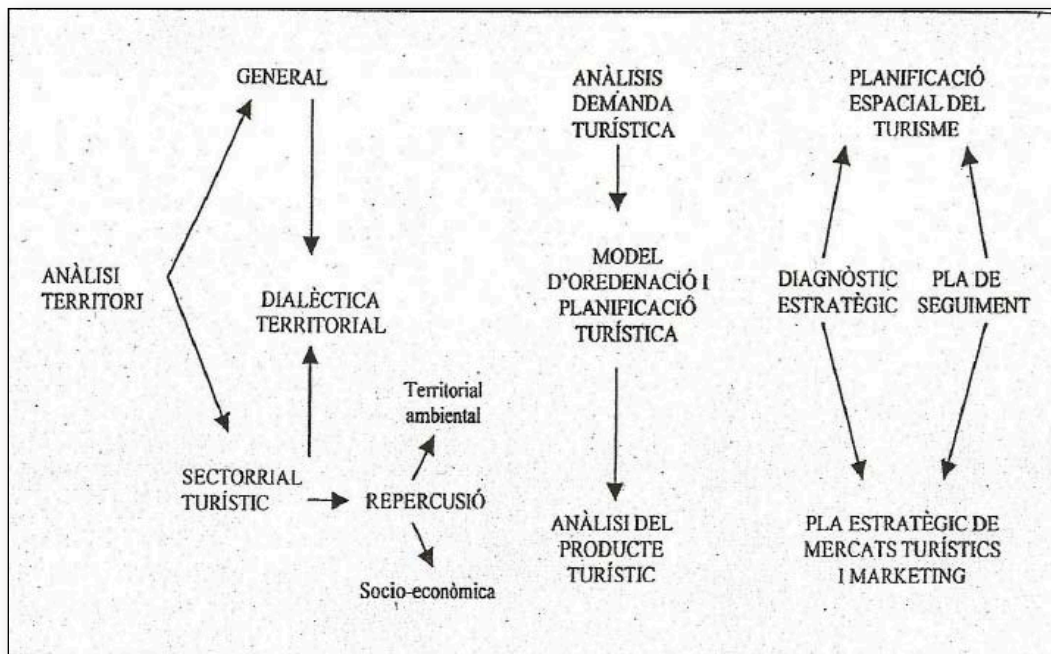 GENERAL
ANÀLISI
TERRITORI
DIALÈCTICA
TERRITORIAL
SECTORRIAL
TURÍSTIC
REPERCUSIÓ
Territorial
ambiental
Socio-econòmica
ANÀLISIS
DEMANDA
TURÍSTICA
MODEL
D'OREDENACIÓ I
PLANIFICACIÓ
TURÍSTICA
ANÀLISI DEL
PRODUCTE
TURÍSTIC
PLANIFICACIÓ
ESPACIAL DEL
TURISME
DIAGNÒSTIC
ESTRATÈGIC
PLA DE
SEGUIMENT
PLA ESTRATÈGIC DE
MERCATS TURÍSTICS
I MARKETING